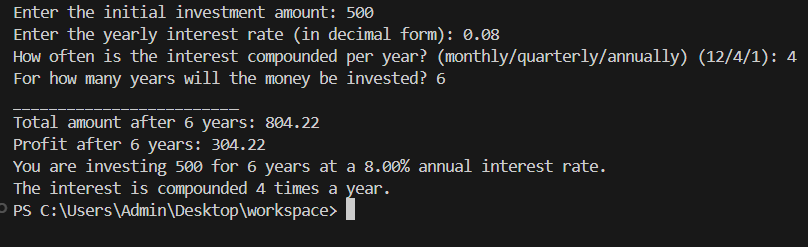 Enter the initial investment amount: 500
Enter the yearly interest rate (in decimal form): 0.08
How often is the interest compounded per year? (monthly/quarterly/annually) (12/4/1): 4
For how many years will the money be invested? 6
_________________________
Total amount after 6 years: 804.22
Profit after 6 years: 304.22
You are investing 500 for 6 years at a 8.00% annual interest rate.
The interest is compounded 4 times a year.
PS C:\Users\Admin\Desktop\workspace>